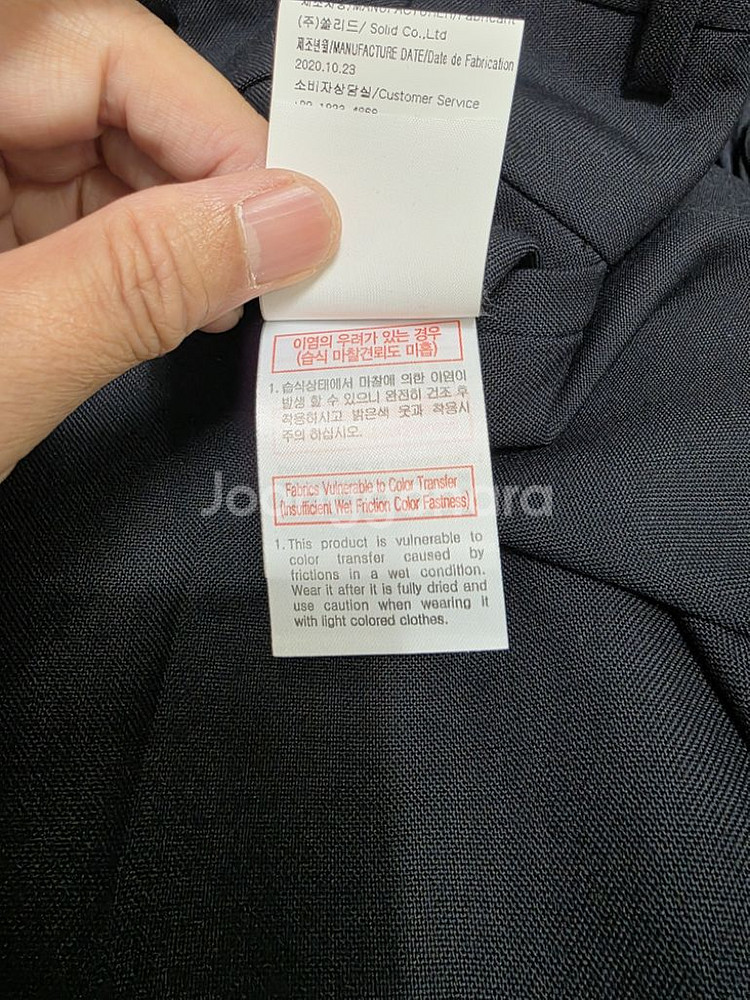 제조자명/MANUFACTURER/Fabricant
(주)쏠리드/ Solid Co.,Ltd
제조년월/MANUFACTURE DATE/Date de Fabrication
2020.10.23
소비자상담실/Customer Service
이염의 우려가 있는 경우
(습식 마찰견뢰도 미흡)
1. 습식상태에서 마찰에 의한 이염이
발생 할 수 있으니 완전히 건조 후
착용하시고 밝은색 옷과 착용시
주의 하십시오.
Fabrics Vulnerable to Color Transfer
(Insufficient Wet Friction Color Fastness)
1. This product is vulnerable to
color transfer caused by
frictions in a wet condition.
Wear it after it is fully dried and
use caution when wearing it
with light colored clothes.